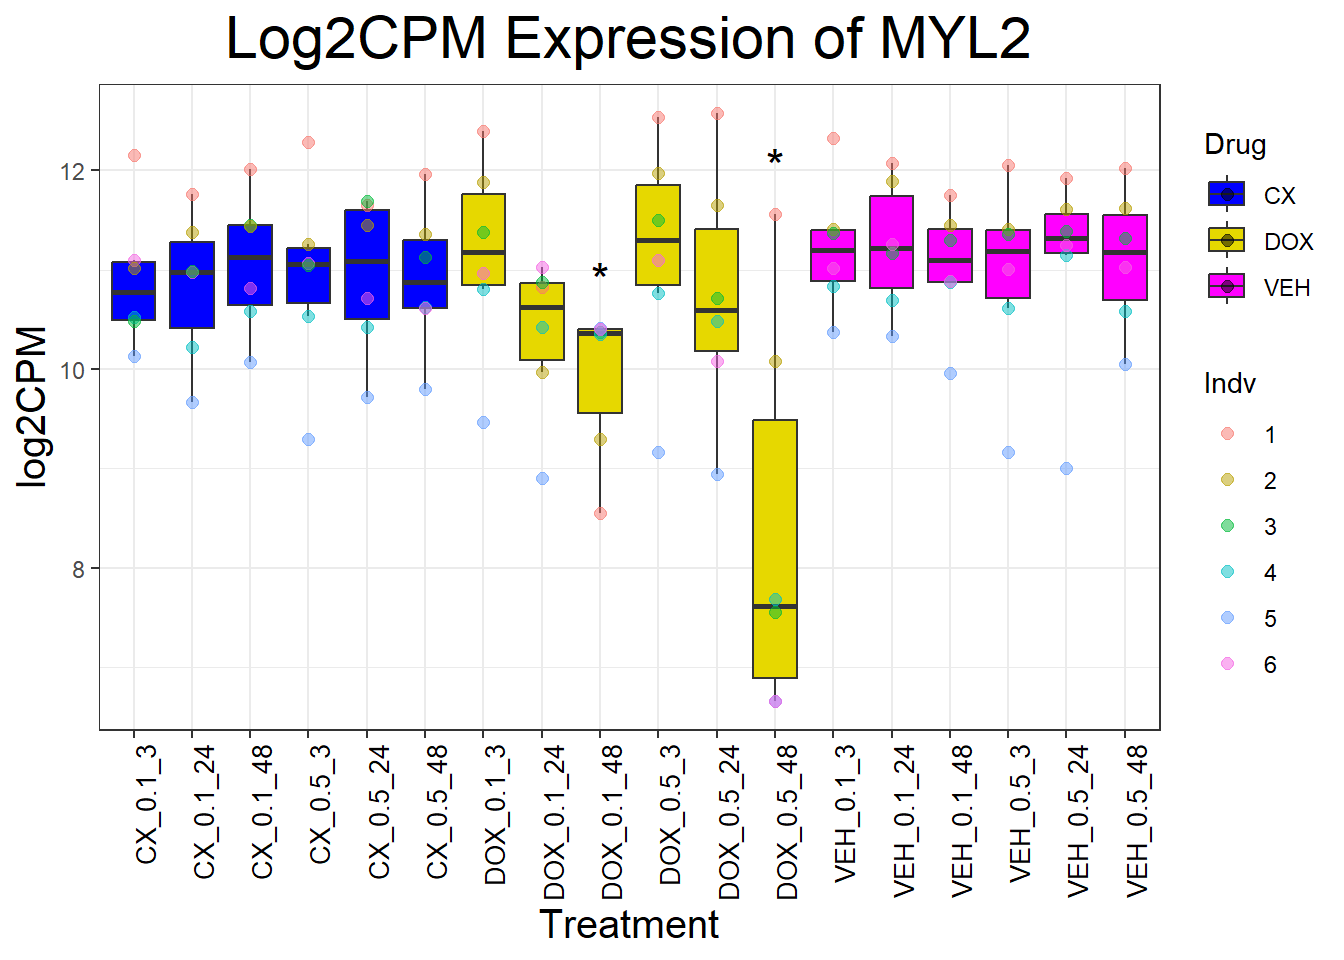 Log2CPM Expression of MYL2
log2CPM
12
10
8
*
*
CX_0.1_3
CX_0.1_24
CX_0.1_48
CX_0.5_3
CX_0.5_24
CX_0.5_48
DOX_0.1_3
DOX_0.1_24
DOX_0.1_48
DOX_0.5_3
DOX_0.5_24
DOX_0.5_48
VEH_0.1_3
VEH_0.1_24
VEH_0.1_48
VEH_0.5_3
VEH_0.5_24
VEH_0.5_48
Treatment
Drug
CX
DOX
VEH
Indv
1
2
3
4
5
6